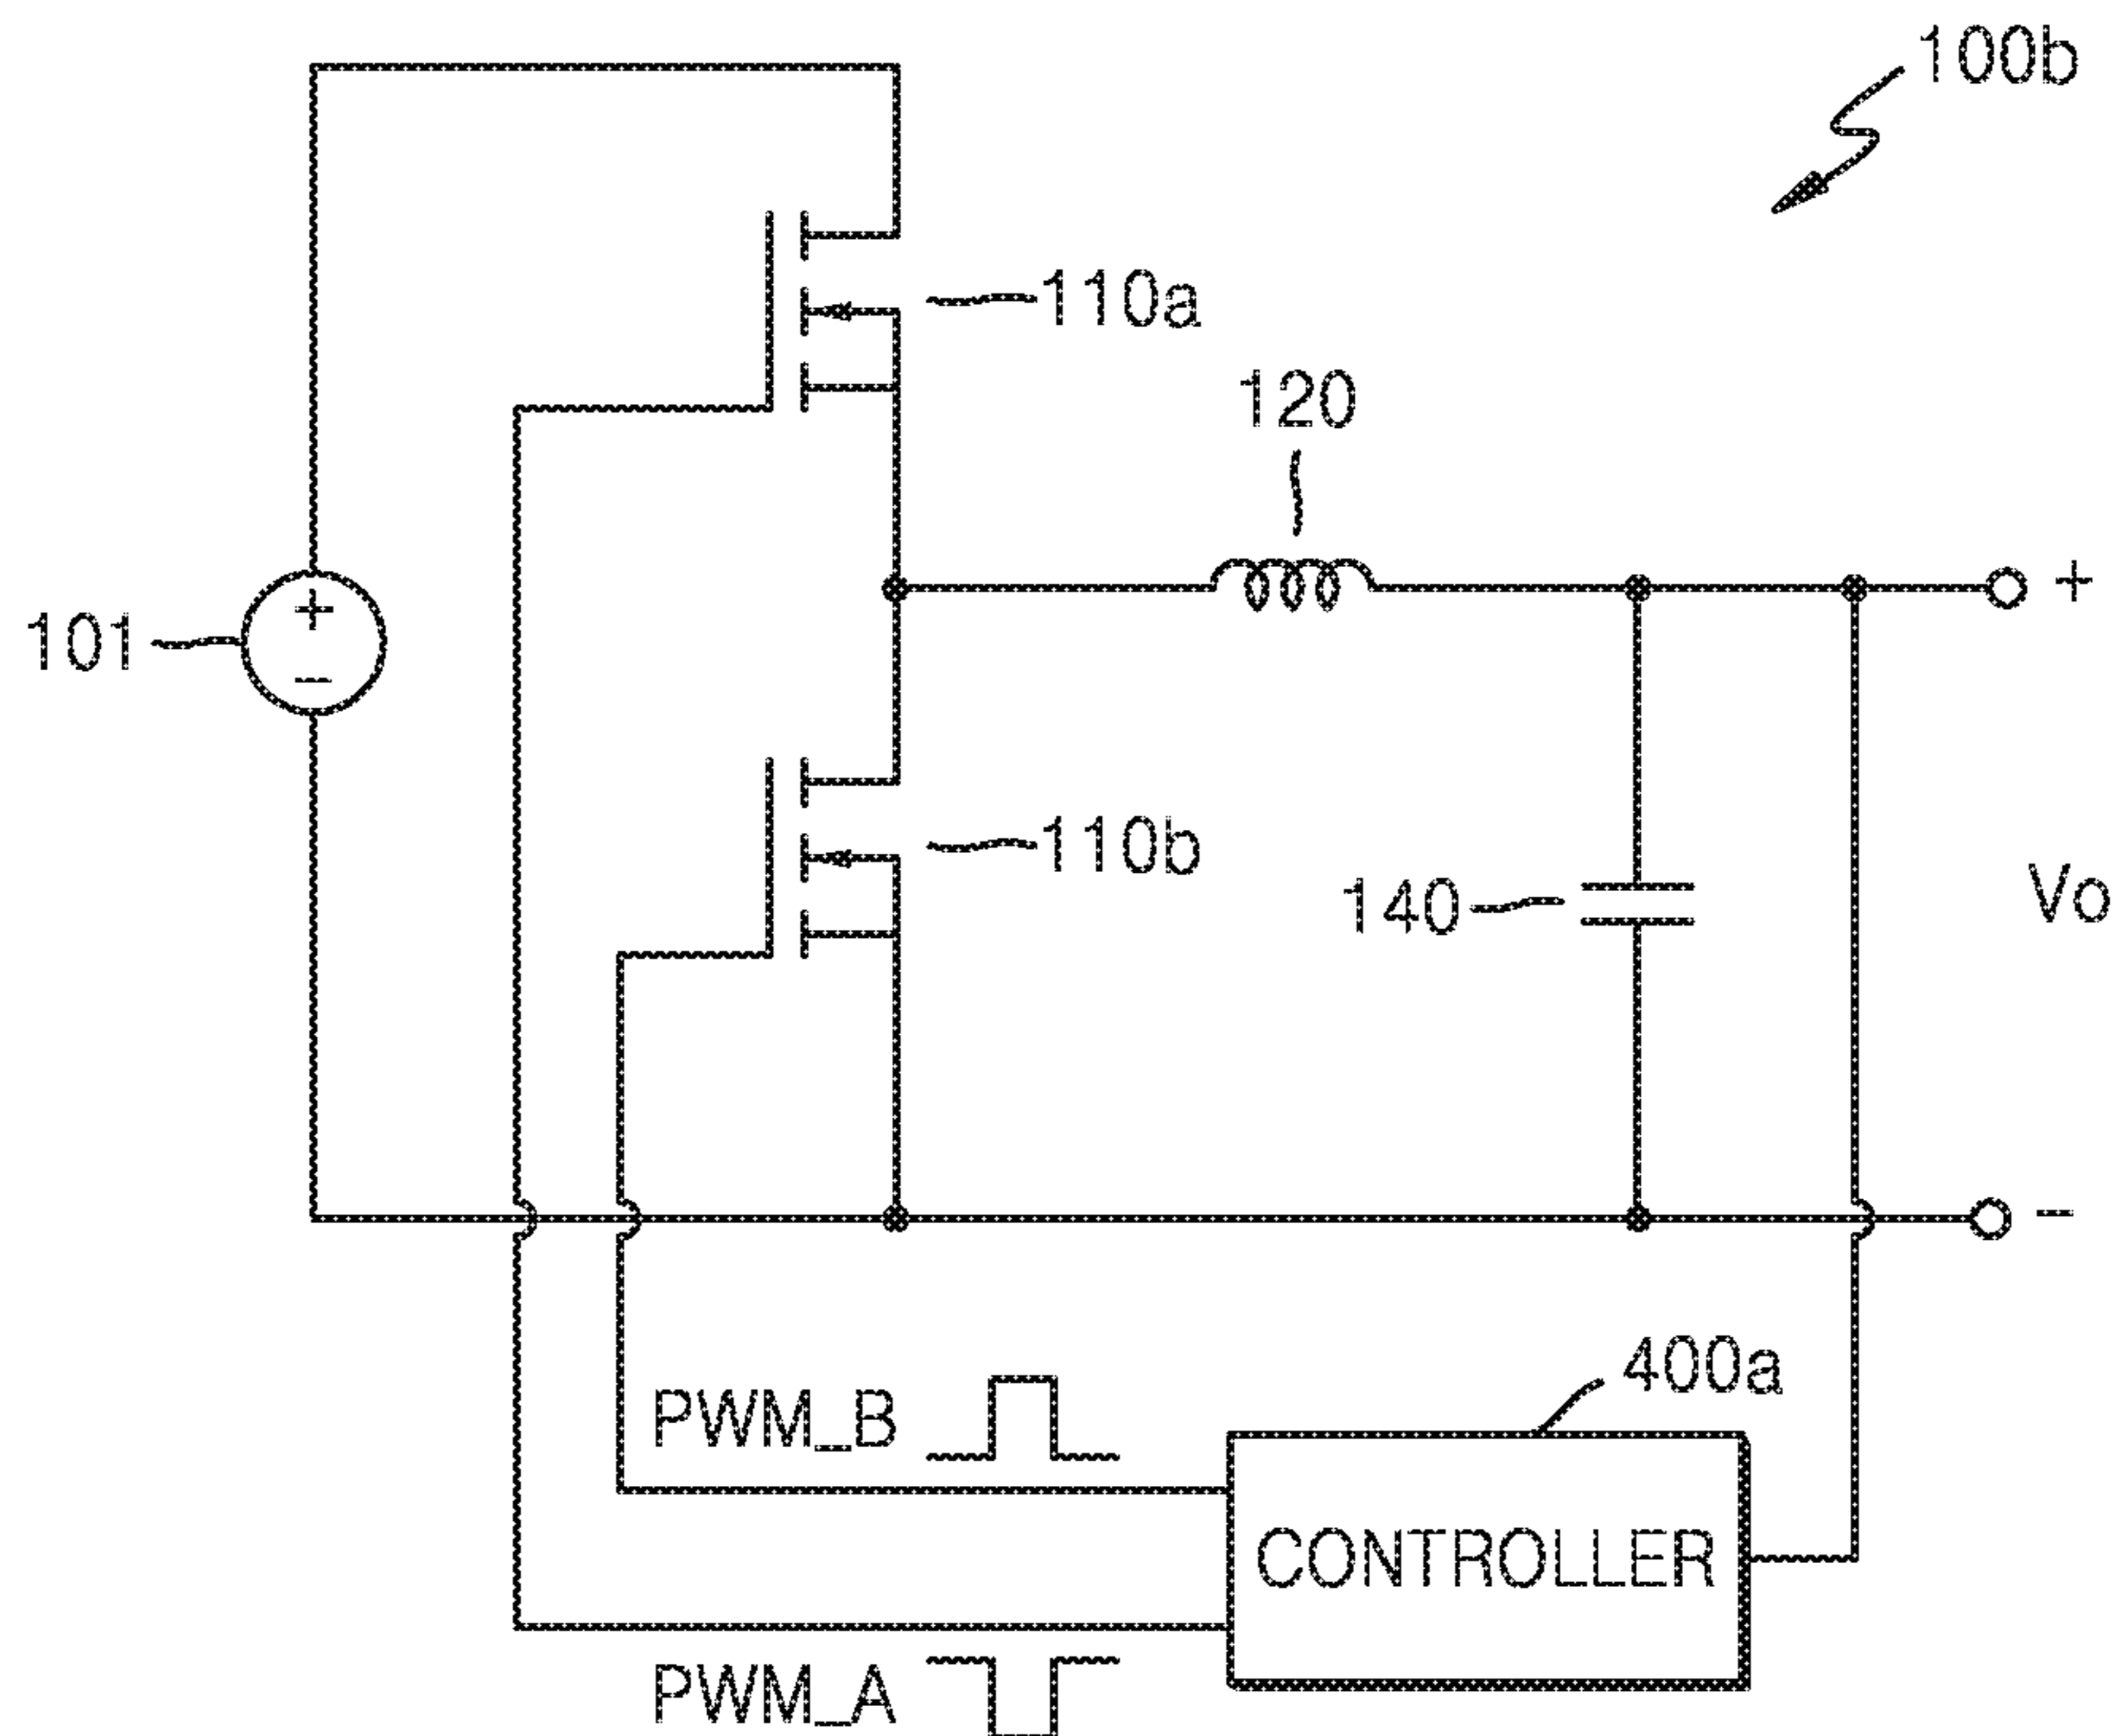 100b
110a
120
+
+
101
−
110b
140
Vo
−
400a
PWM_B
CONTROLLER
PWM_A